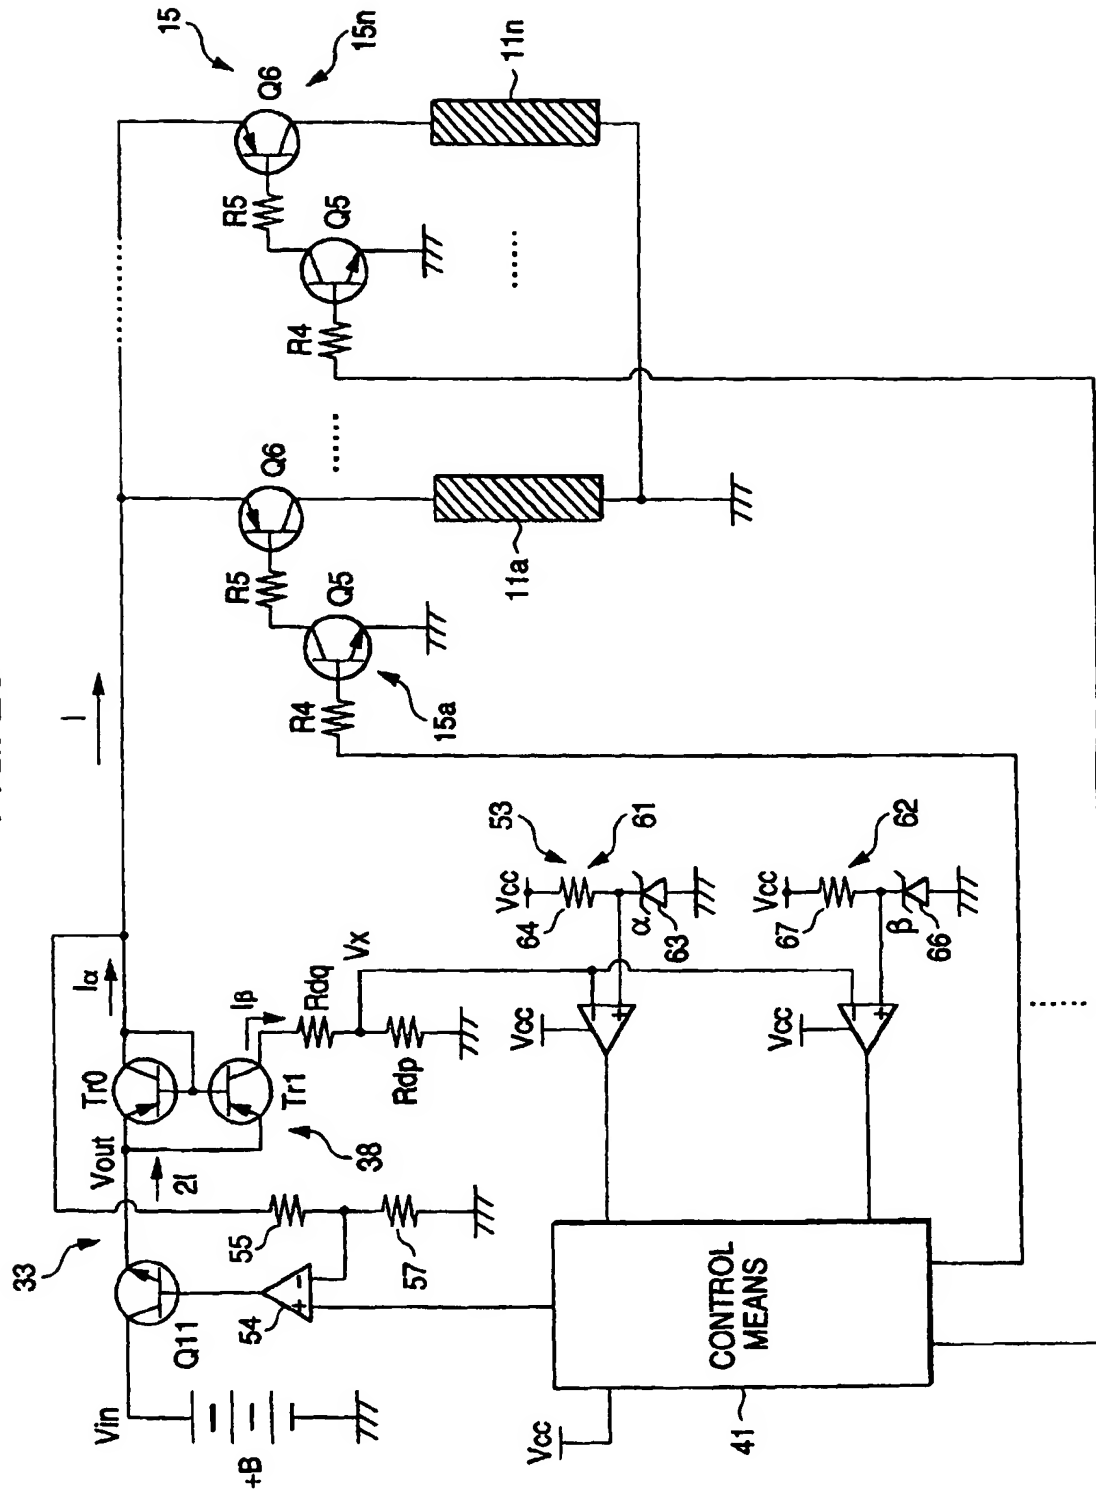 33
Vin
+B
Q11
54
55
57
Vout
2I
Tr0
Tr1
38
Iα
Iβ
Rdq
Vx
Rdp
I
R4
15a
Q5
R5
Q6
11a
......
R4
Q5
R5
Q6
15
15n
11n
......
......
Vcc
53
64
61
α
63
Vcc
62
67
β
66
Vcc
Vcc
......
− +
− +
+ −
CONTROL
MEANS
41
Vcc